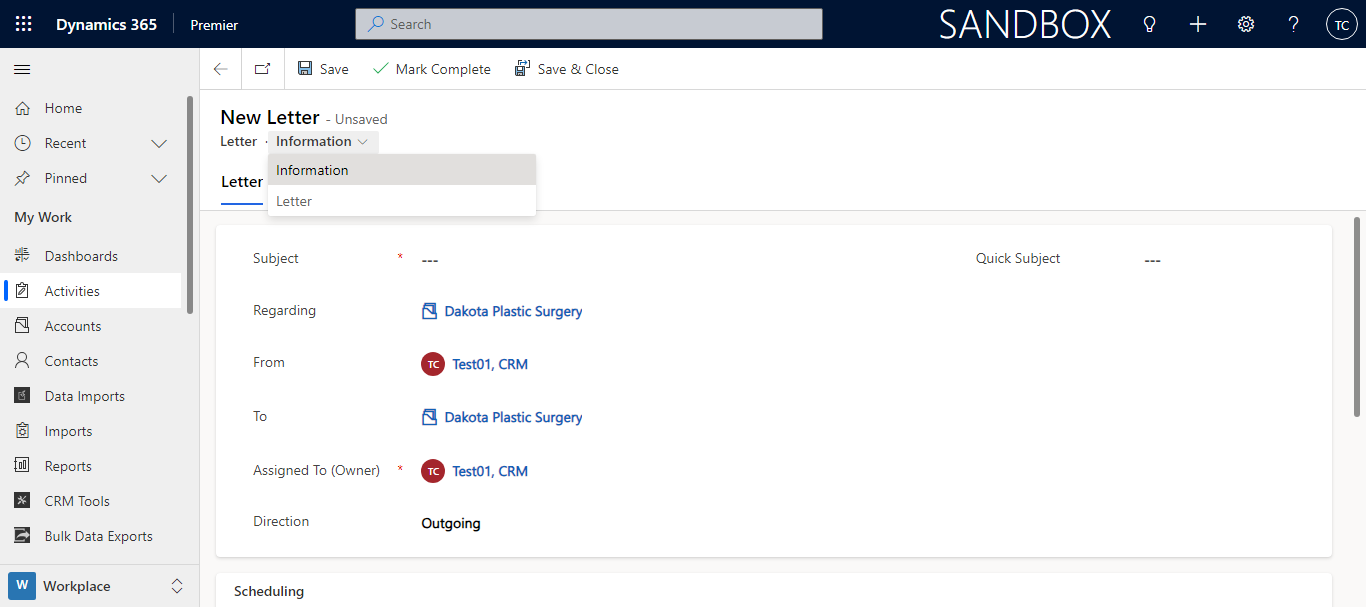 Dynamics 365 Premier Search SANDBOX ? TC
Save Mark Complete Save & Close
Home
Recent
Pinned
My Work
Dashboards
Activities
Accounts
Contacts
Data Imports
Imports
Reports
CRM Tools
Bulk Data Exports
W Workplace
New Letter - Unsaved
Letter · Information
Information
Letter
Letter
Subject * --- Quick Subject ---
Regarding Dakota Plastic Surgery
From TC Test01, CRM
To Dakota Plastic Surgery
Assigned To (Owner) * TC Test01, CRM
Direction Outgoing
Scheduling